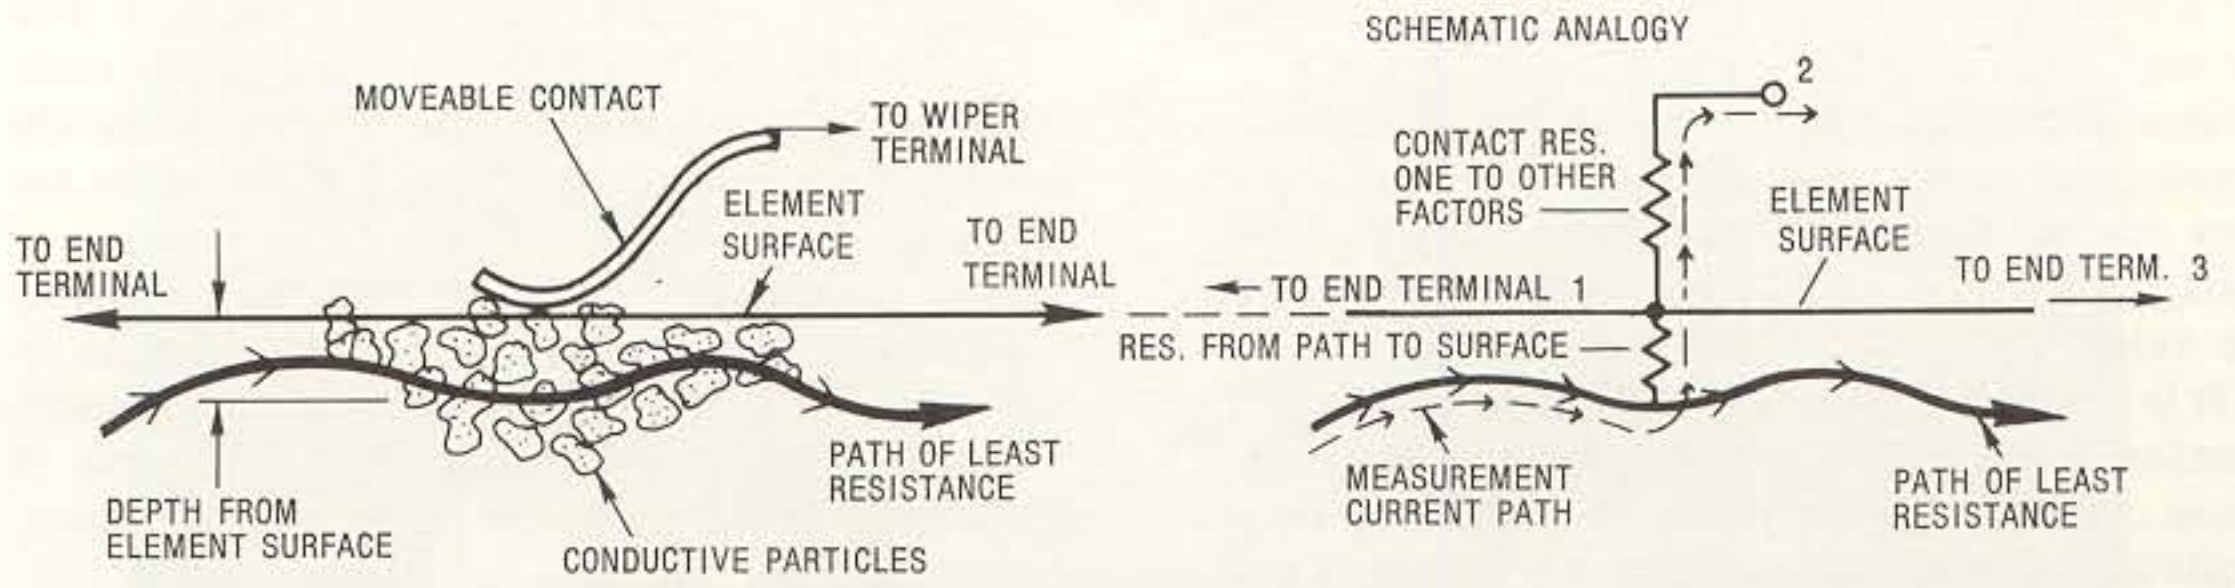 SCHEMATIC ANALOGY
MOVEABLE CONTACT
TO WIPER
TERMINAL
ELEMENT
SURFACE
TO END
TERMINAL
TO END
TERMINAL
DEPTH FROM
ELEMENT SURFACE
CONDUCTIVE PARTICLES
PATH OF LEAST
RESISTANCE
2
CONTACT RES.
ONE TO OTHER
FACTORS
ELEMENT
SURFACE
TO END TERMINAL 1
TO END TERM. 3
RES. FROM PATH TO SURFACE
MEASUREMENT
CURRENT PATH
PATH OF LEAST
RESISTANCE